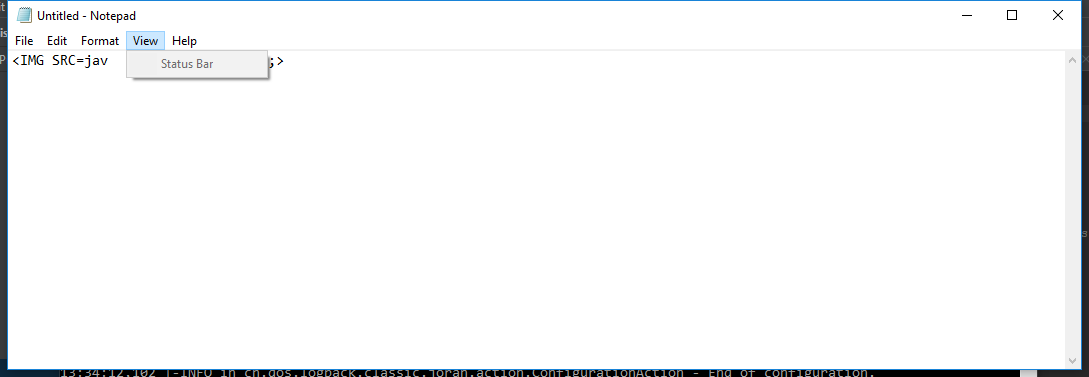 Untitled - Notepad
File Edit Format View Help
<IMG SRC=jav ;>
Status Bar
13:34:12,102 |-INFO in ch.qos.logback.classic.joran.action.ConfigurationAction - End of configuration.